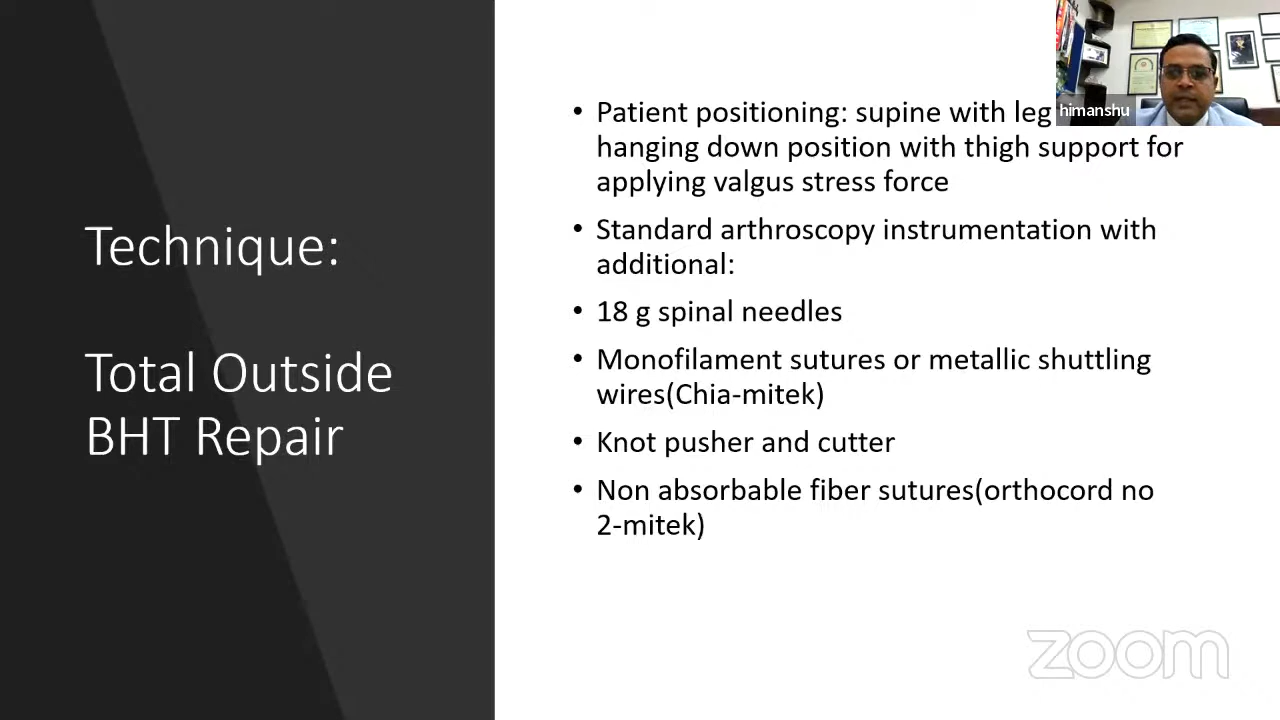 Technique:
Total Outside
BHT Repair
• Patient positioning: supine with leg
hanging down position with thigh support for
applying valgus stress force
• Standard arthroscopy instrumentation with
additional:
• 18 g spinal needles
• Monofilament sutures or metallic shuttling
wires(Chia-mitek)
• Knot pusher and cutter
• Non absorbable fiber sutures(orthocord no
2-mitek)
himanshu
zoom